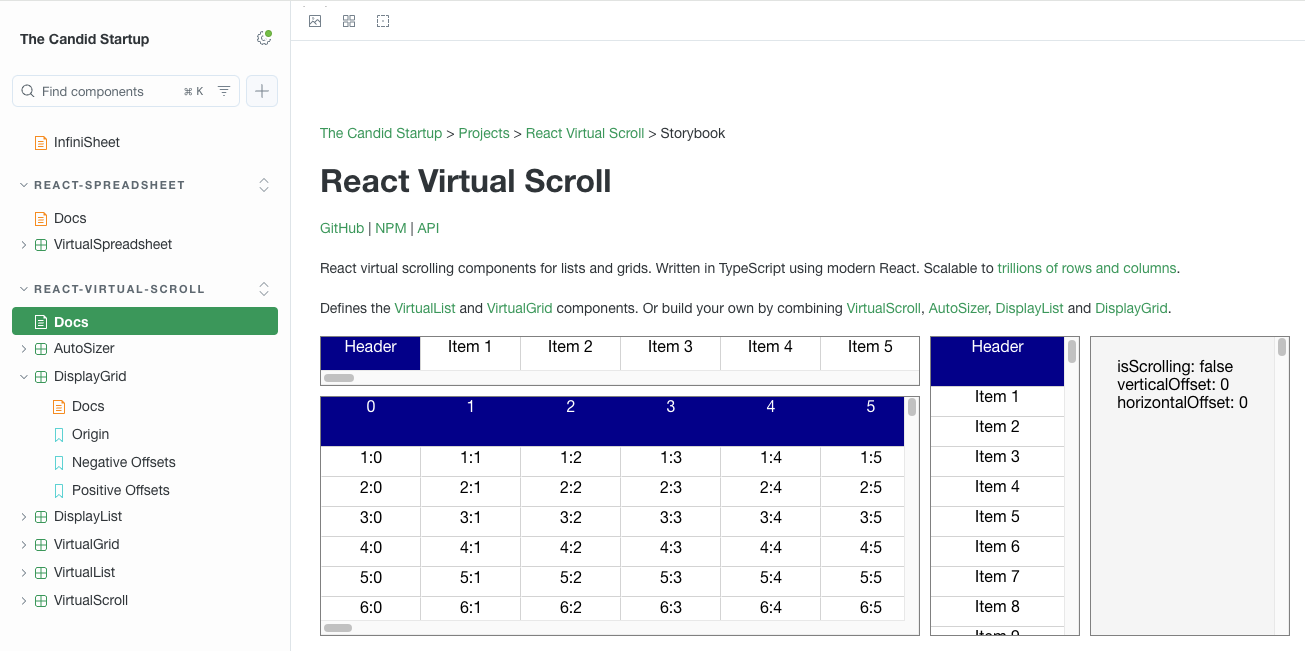 The Candid Startup
Find components
⌘ K
InfiniSheet
REACT-SPREADSHEET
Docs
VirtualSpreadsheet
REACT-VIRTUAL-SCROLL
Docs
AutoSizer
DisplayGrid
Docs
Origin
Negative Offsets
Positive Offsets
DisplayList
VirtualGrid
VirtualList
VirtualScroll
The Candid Startup > Projects > React Virtual Scroll > Storybook
React Virtual Scroll
GitHub | NPM | API
React virtual scrolling components for lists and grids. Written in TypeScript using modern React. Scalable to trillions of rows and columns.
Defines the VirtualList and VirtualGrid components. Or build your own by combining VirtualScroll, AutoSizer, DisplayList and DisplayGrid.
Header Item 1 Item 2 Item 3 Item 4 Item 5
0 1 2 3 4 5
1:0 1:1 1:2 1:3 1:4 1:5
2:0 2:1 2:2 2:3 2:4 2:5
3:0 3:1 3:2 3:3 3:4 3:5
4:0 4:1 4:2 4:3 4:4 4:5
5:0 5:1 5:2 5:3 5:4 5:5
6:0 6:1 6:2 6:3 6:4 6:5
Header
Item 1
Item 2
Item 3
Item 4
Item 5
Item 6
Item 7
Item 8
Item 9
isScrolling: false
verticalOffset: 0
horizontalOffset: 0